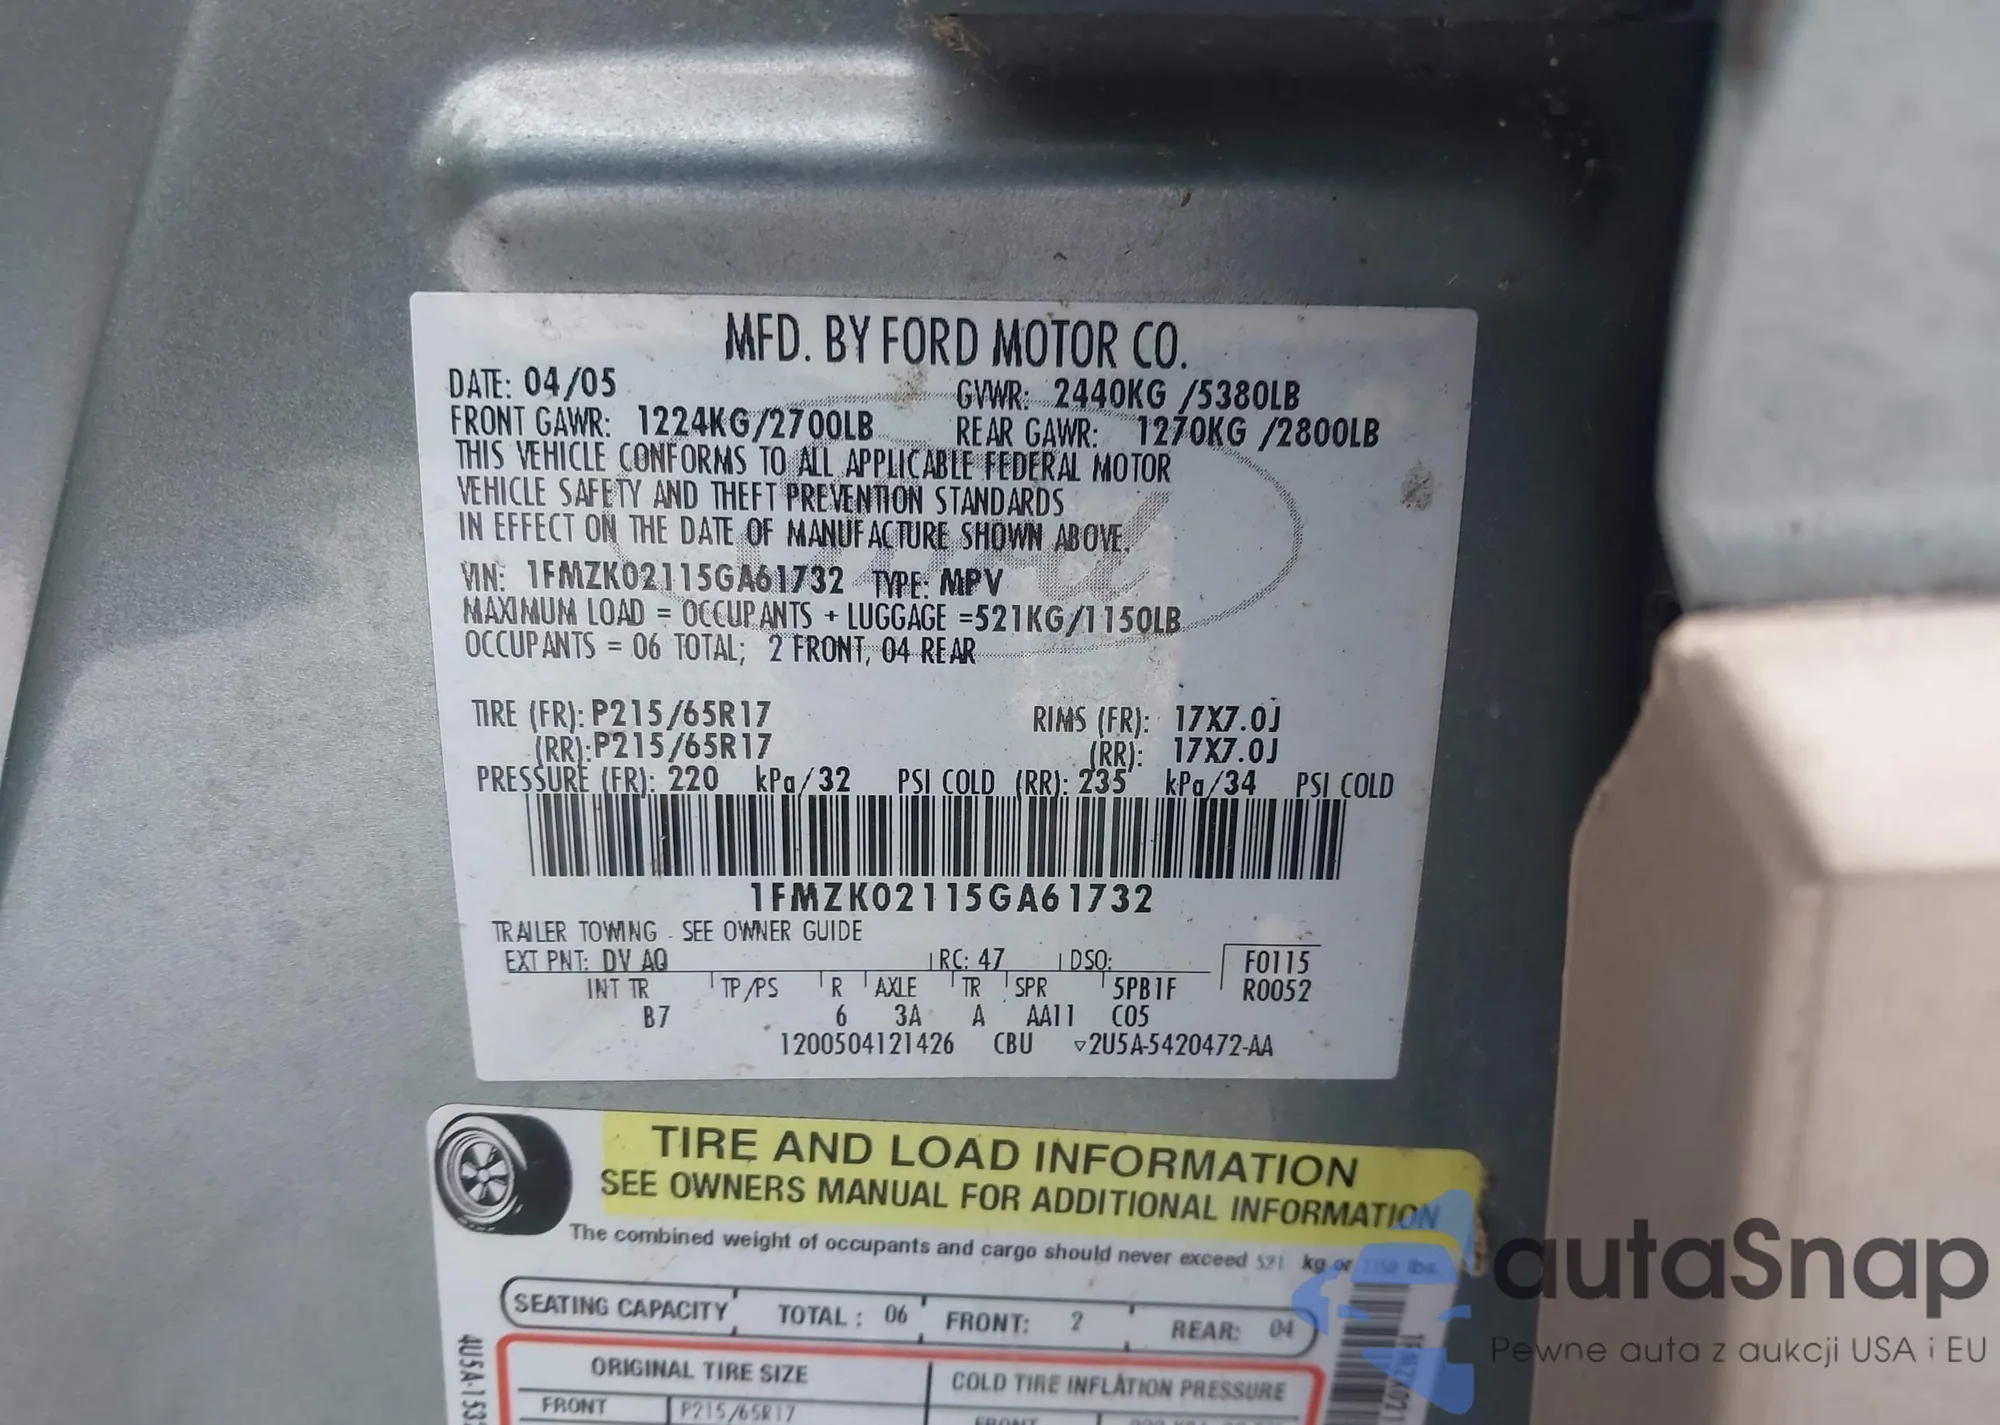 MFD. BY FORD MOTOR CO.
DATE: 04/05 GVWR: 2440KG /5380LB
FRONT GAWR: 1224KG/2700LB REAR GAWR: 1270KG /2800LB
THIS VEHICLE CONFORMS TO ALL APPLICABLE FEDERAL MOTOR
VEHICLE SAFETY AND THEFT PREVENTION STANDARDS
IN EFFECT ON THE DATE OF MANUFACTURE SHOWN ABOVE.
VIN: 1FMZK02115GA61732 TYPE: MPV
MAXIMUM LOAD = OCCUPANTS + LUGGAGE =521KG/1150LB
OCCUPANTS = 06 TOTAL; 2 FRONT, 04 REAR
TIRE (FR): P215/65R17 RIMS (FR): 17X7.0J
(RR): P215/65R17 (RR): 17X7.0J
PRESSURE (FR): 220 kPa/32 PSI COLD (RR): 235 kPa/34 PSI COLD
1FMZK02115GA61732
TRAILER TOWING - SEE OWNER GUIDE
EXT PNT: DV AQ RC: 47 DSO: F0115
INT TR TP/PS R AXLE TR SPR 5PB1F R0052
B7 6 3A A AA11 C05
1200504121426 CBU ▿2U5A-5420472-AA
TIRE AND LOAD INFORMATION
SEE OWNERS MANUAL FOR ADDITIONAL INFORMATION
The combined weight of occupants and cargo should never exceed 521 kg or 1150 lbs.
SEATING CAPACITY TOTAL : 06 FRONT: 2 REAR: 04
ORIGINAL TIRE SIZE COLD TIRE INFLATION PRESSURE
FRONT P215/65R17 FRONT
autaSnap
Pewne auta z aukcji USA i EU